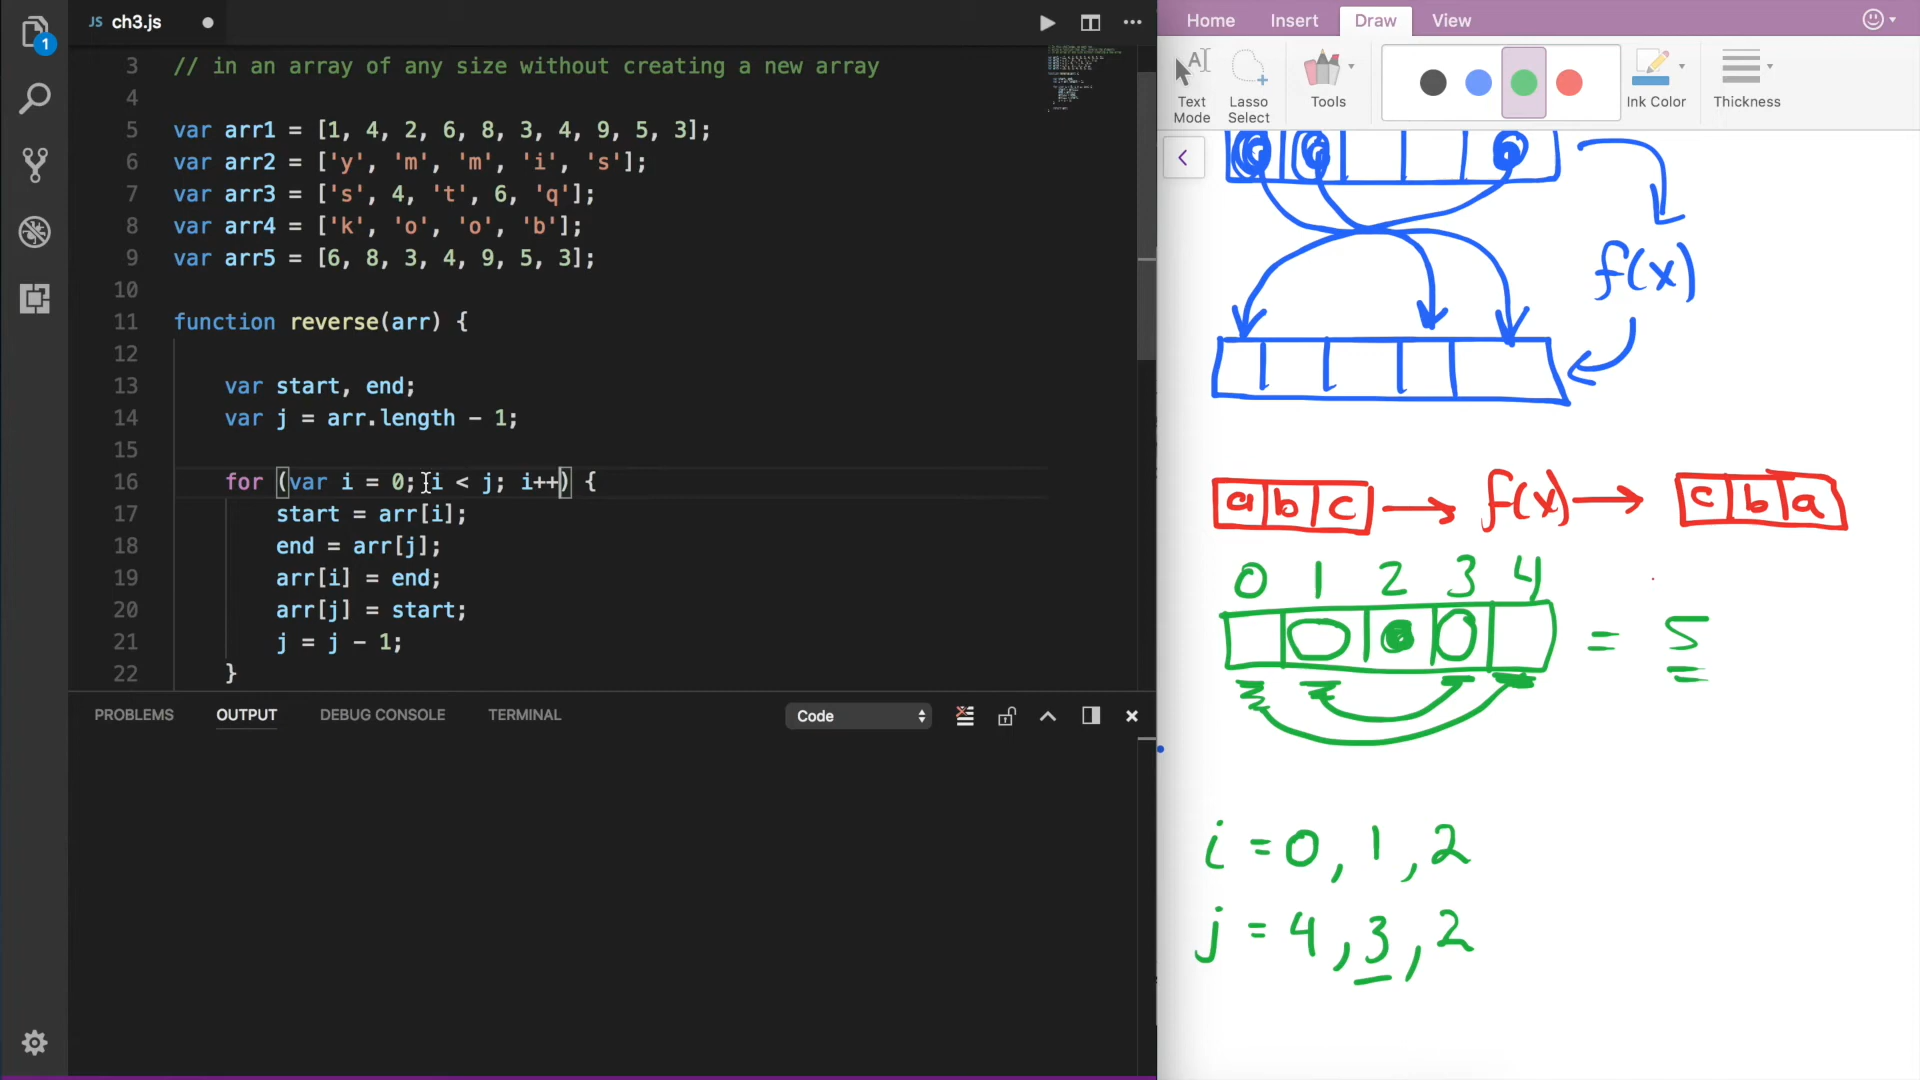 JS ch3.js
1
3 // in an array of any size without creating a new array
4
5 var arr1 = [1, 4, 2, 6, 8, 3, 4, 9, 5, 3];
6 var arr2 = ['y', 'm', 'm', 'i', 's'];
7 var arr3 = ['s', 4, 't', 6, 'q'];
8 var arr4 = ['k', 'o', 'o', 'b'];
9 var arr5 = [6, 8, 3, 4, 9, 5, 3];
10
11 function reverse(arr) {
12
13 var start, end;
14 var j = arr.length - 1;
15
16 for (var i = 0; i < j; i++) {
17 start = arr[i];
18 end = arr[j];
19 arr[i] = end;
20 arr[j] = start;
21 j = j - 1;
22 }
PROBLEMS OUTPUT DEBUG CONSOLE TERMINAL Code
Home Insert Draw View
Text Mode
Lasso Select
Tools
Ink Color
Thickness
f(x)
a b c → f(x) → c b a
0 1 2 3 4
= 5
i = 0, 1, 2
j = 4, 3, 2